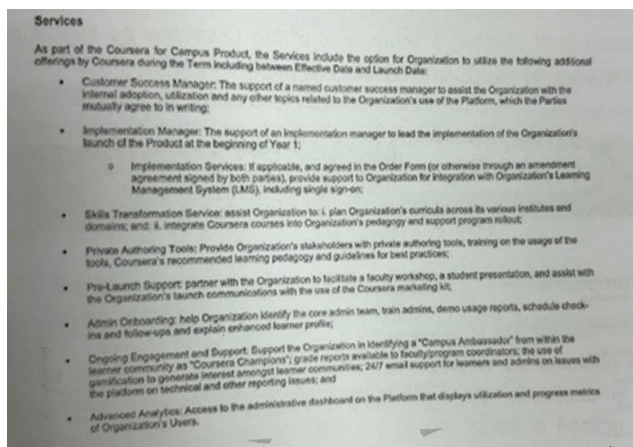 Services
As part of the Coursera for Campus Product, the Services include the option for Organization to utilize the following additional
offerings by Coursera during the Term including between Effective Date and Launch Date:
• Customer Success Manager: The support of a named customer success manager to assist the Organization with the
internal adoption, utilization and any other topics related to the Organization's use of the Platform, which the Parties
mutually agree to in writing;
• Implementation Manager: The support of an implementation manager to lead the implementation of the Organization's
launch of the Product at the beginning of Year 1;
o Implementation Services: If applicable, and agreed in the Order Form (or otherwise through an amendment
agreement signed by both parties), provide support to Organization for integration with Organization's Learning
Management System (LMS), including single sign-on;
• Skills Transformation Service: assist Organization to: i. plan Organization's curricula across its various institutes and
domains; and: ii. integrate Coursera courses into Organization's pedagogy and support program rollout;
• Private Authoring Tools: Provide Organization's stakeholders with private authoring tools, training on the usage of the
tools, Coursera's recommended learning pedagogy and guidelines for best practices;
• Pre-Launch Support: partner with the Organization to facilitate a faculty workshop, a student presentation, and assist with
the Organization's launch communications with the use of the Coursera marketing kit;
• Admin Onboarding: help Organization identify the core admin team, train admins, demo usage reports, schedule check-
ins and follow-ups and explain enhanced learner profile;
• Ongoing Engagement and Support: Support the Organization in identifying a "Campus Ambassador" from within the
learner community as "Coursera Champions"; grade reports available to faculty/program coordinators; the use of
gamification to generate interest amongst learner communities; 24/7 email support for learners and admins on issues with
the platform on technical and other reporting issues; and
• Advanced Analytics: Access to the administrative dashboard on the Platform that displays utilization and progress metrics
of Organization's Users.